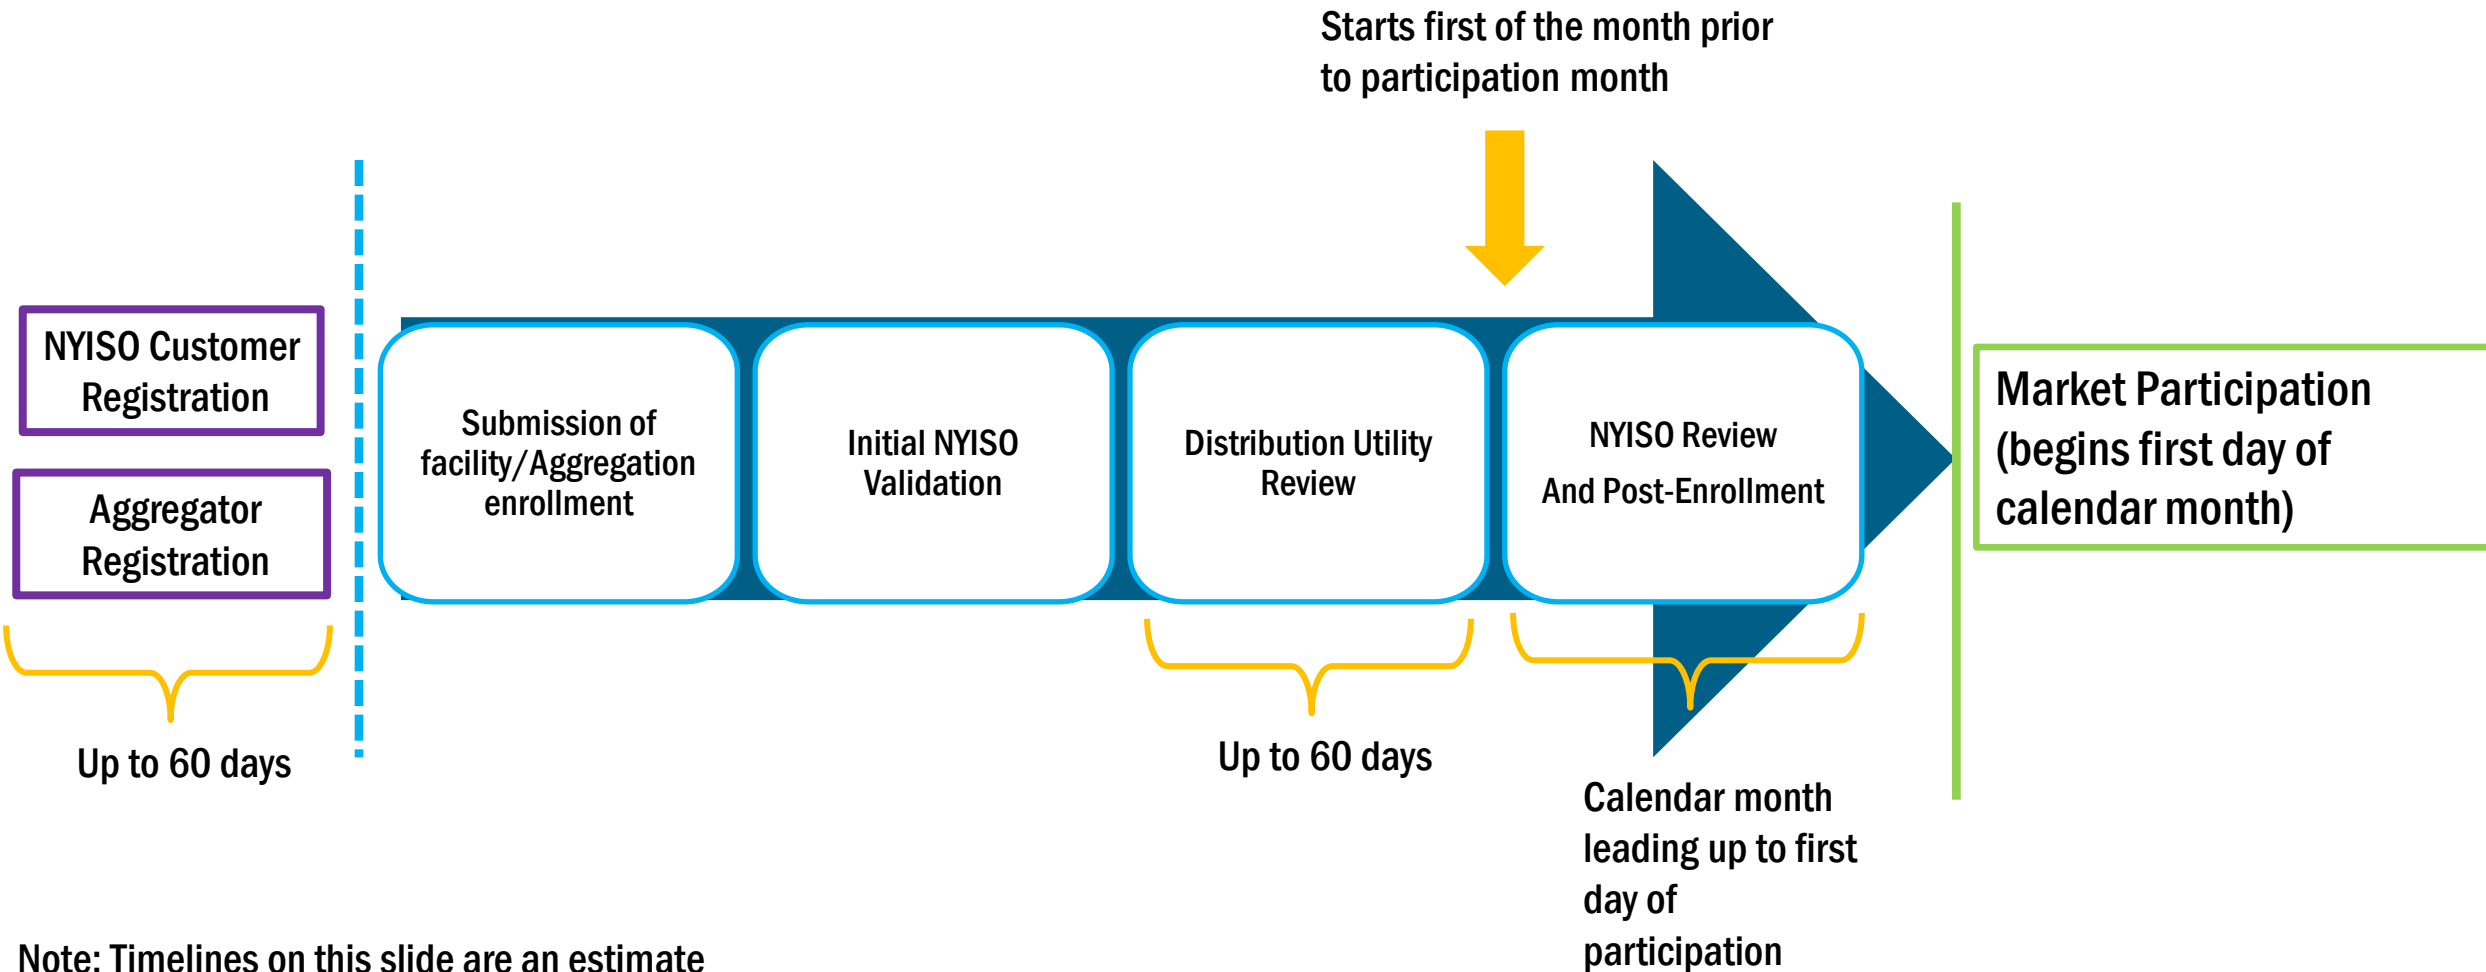 Starts first of the month prior
to participation month
NYISO Customer
Registration
Aggregator
Registration
Up to 60 days
Submission of
facility/Aggregation
enrollment
Initial NYISO
Validation
Distribution Utility
Review
Up to 60 days
NYISO Review
And Post-Enrollment
Calendar month
leading up to first
day of
participation
Market Participation
(begins first day of
calendar month)
Note: Timelines on this slide are an estimate